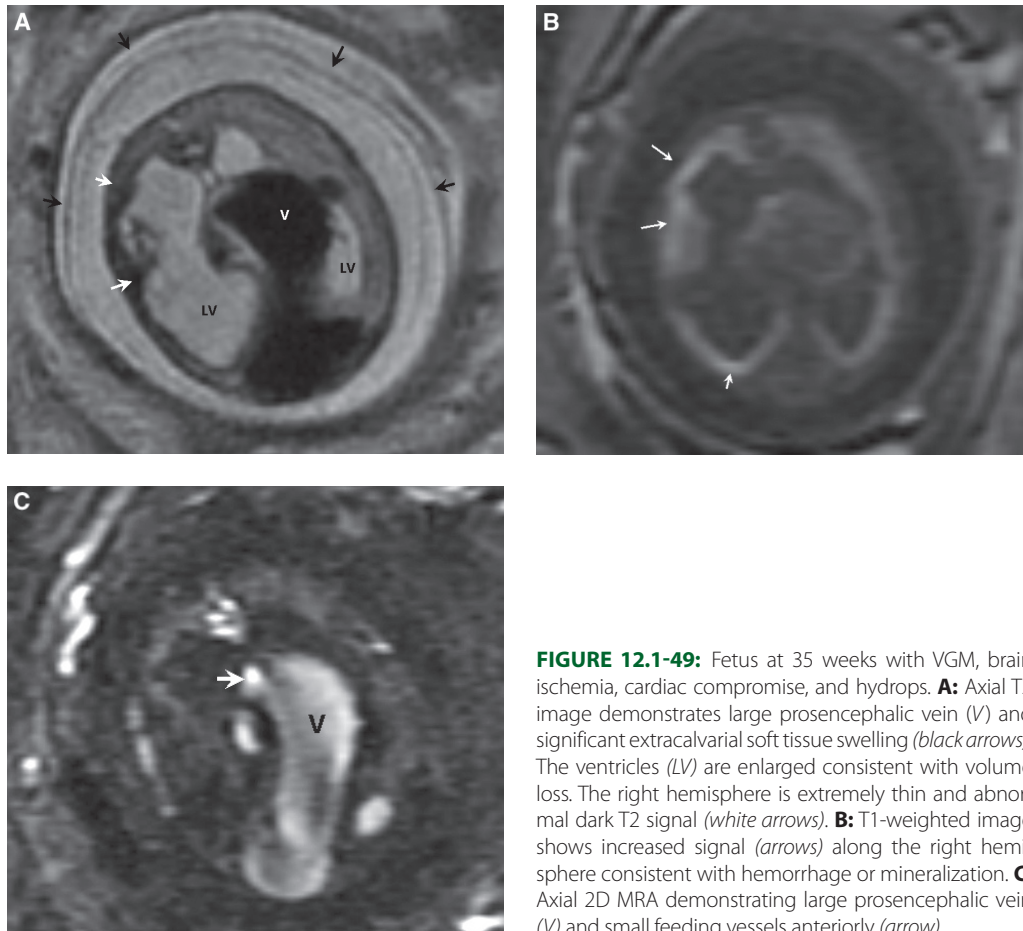 A
V
LV
LV
B
C
V
FIGURE 12.1-49: Fetus at 35 weeks with VGM, brain
ischemia, cardiac compromise, and hydrops. A: Axial
image demonstrates large prosencephalic vein (V) and
significant extracalvarial soft tissue swelling (black arrows
The ventricles (LV) are enlarged consistent with volume
loss. The right hemisphere is extremely thin and abnor
mal dark T2 signal (white arrows). B: T1-weighted image
shows increased signal (arrows) along the right hemi
sphere consistent with hemorrhage or mineralization. C
Axial 2D MRA demonstrating large prosencephalic vein
(V) and small feeding vessels anteriorly (arrow).